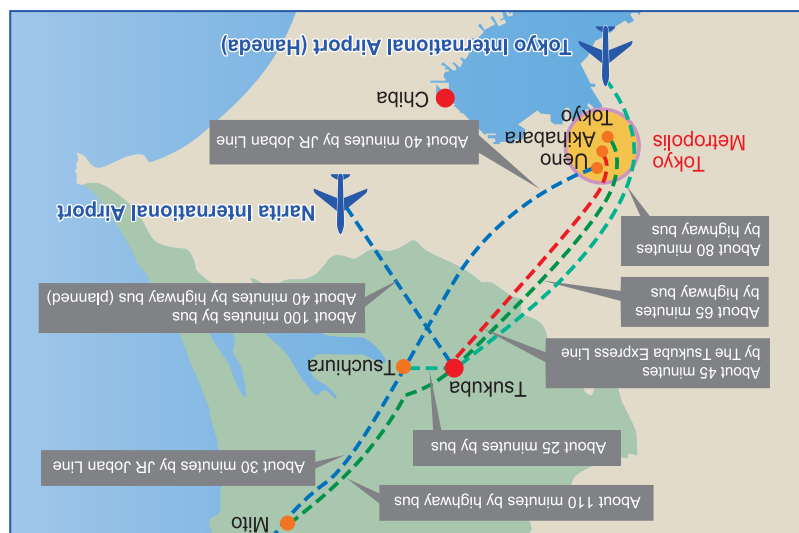 Mito
About 110 minutes by highway bus
About 30 minutes by JR Joban Line
About 25 minutes by bus
Tsukuba
Tsuchiura
About 45 minutes
by The Tsukuba Express Line
About 65 minutes
by highway bus
About 100 minutes by bus
40 minutes by highway bus (planned)
About 80 minutes
by highway bus
Narita International Airport
Tokyo
Metropolis
Ueno
Akihabara
Tokyo
About 40 minutes by JR Joban Line
Chiba
Tokyo International Airport (Haneda)